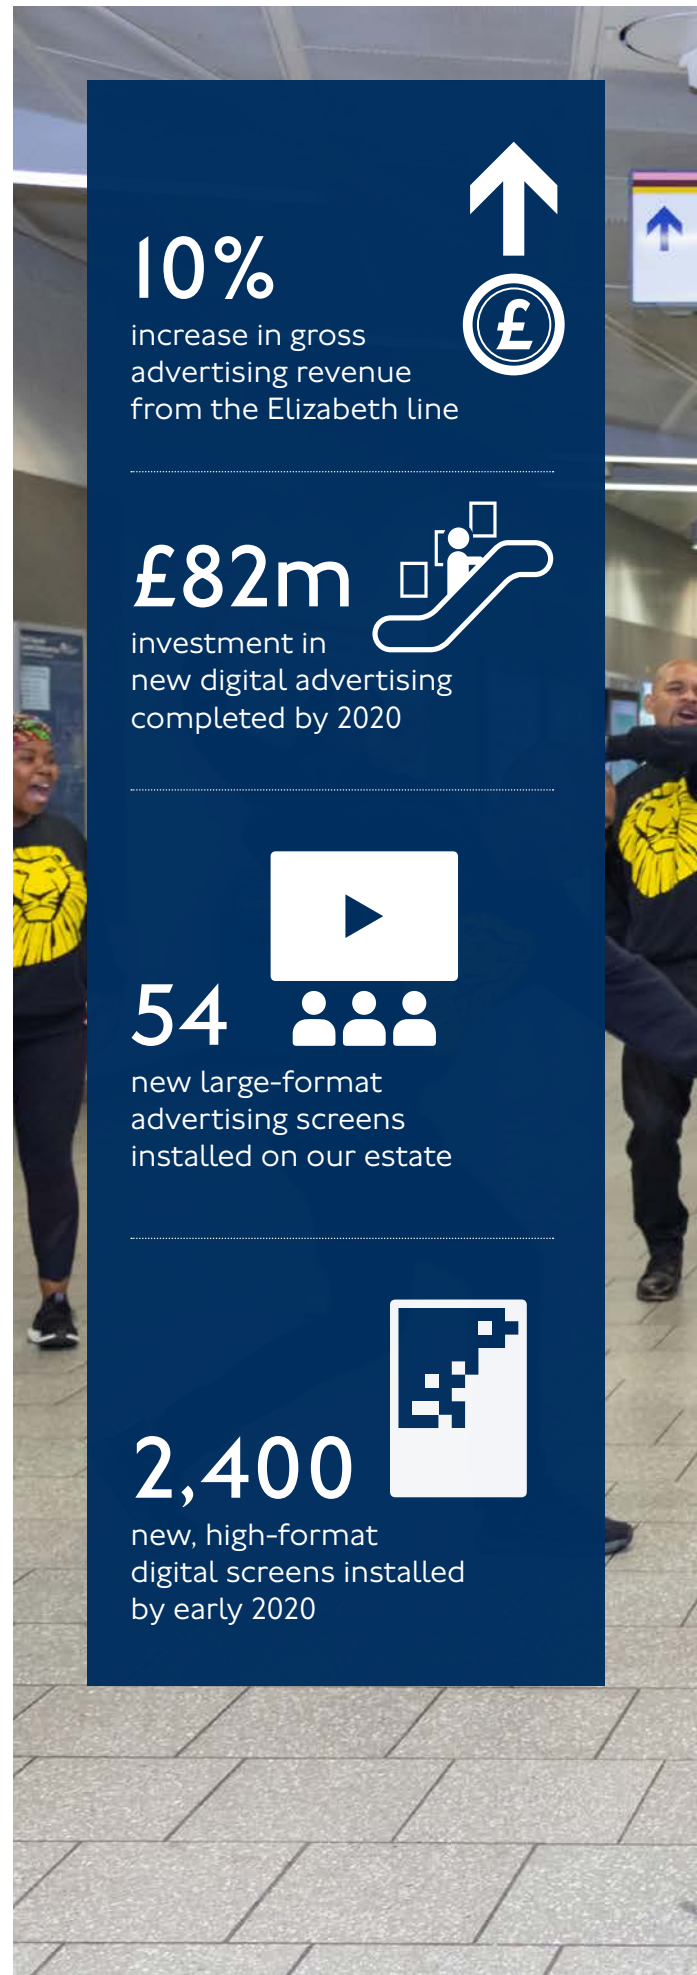 10%
increase in gross
advertising revenue
from the Elizabeth line
£82m
investment in
new digital advertising
completed by 2020
54
new large-format
advertising screens
installed on our estate
2,400
new, high-format
digital screens installed
by early 2020
£